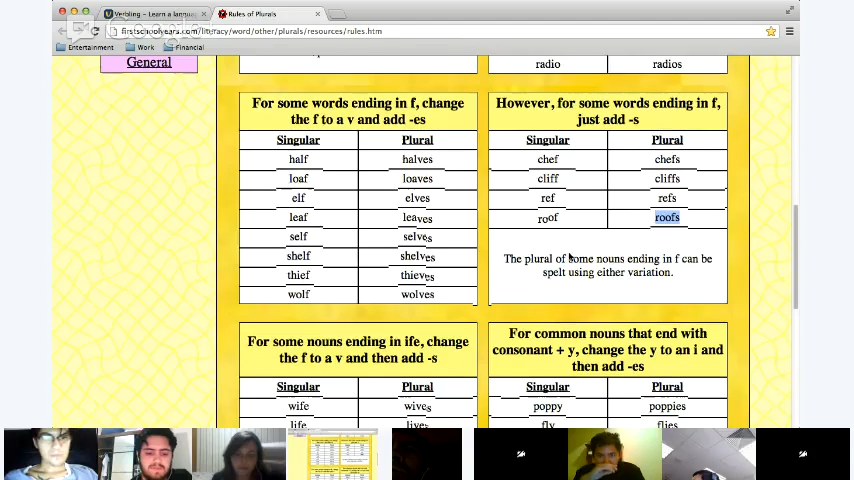 Verbling – Learn a langua
Rules of Plurals
Google
firstschoolyears.com/literacy/word/other/plurals/resources/rules.htm
Entertainment Work Financial
General
radio radios
For some words ending in f, change
the f to a v and add -es
Singular Plural
half halves
loaf loaves
elf elves
leaf leaves
self selves
shelf shelves
thief thieves
wolf wolves
However, for some words ending in f,
just add -s
Singular Plural
chef chefs
cliff cliffs
ref refs
roof roofs
The plural of some nouns ending in f can be
spelt using either variation.
For some nouns ending in ife, change
the f to a v and then add -s
Singular Plural
wife wives
life lives
For common nouns that end with
consonant + y, change the y to an i and
then add -es
Singular Plural
poppy poppies
fly flies